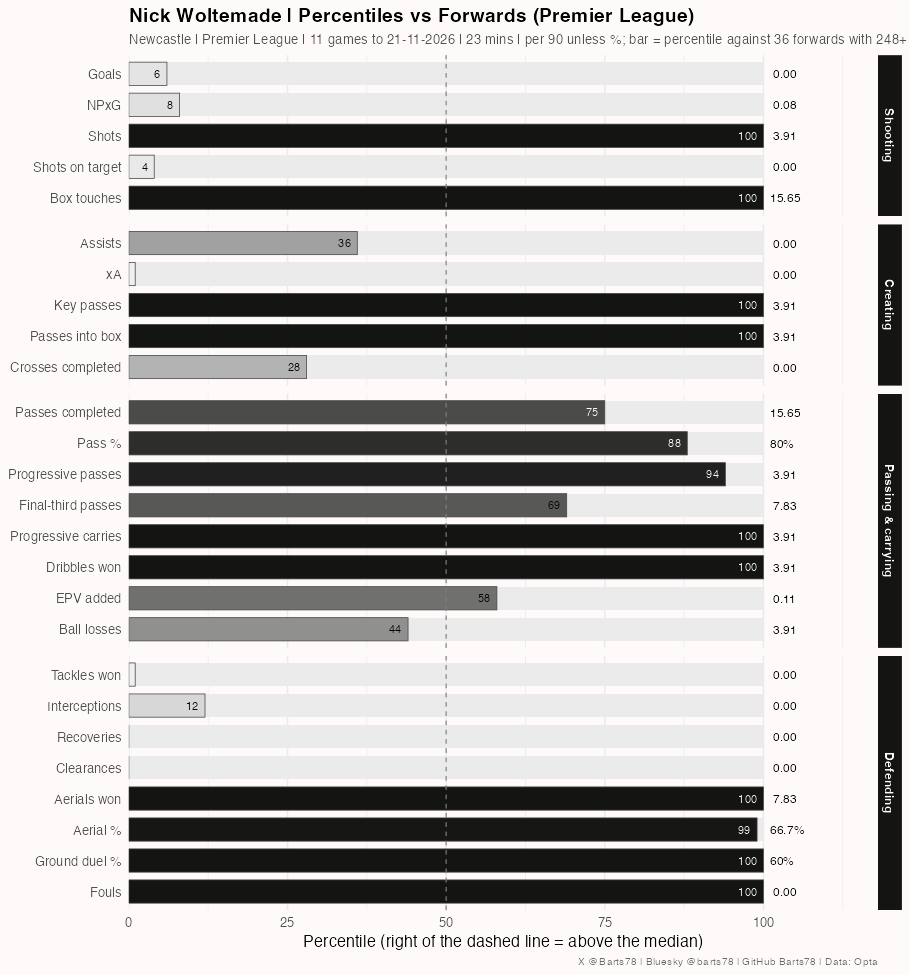 Nick Woltemade | Percentiles vs Forwards (Premier League)
Newcastle | Premier League | 11 games to 21-11-2026 | 23 mins | per 90 unless %; bar = percentile against 36 forwards with 248+
Goals 6 0.00
NPxG 8 0.08
Shots 100 3.91
Shots on target 4 0.00
Box touches 100 15.65
Shooting
Assists 36 0.00
xA 0.00
Key passes 100 3.91
Passes into box 100 3.91
Crosses completed 28 0.00
Creating
Passes completed 75 15.65
Pass % 88 80%
Progressive passes 94 3.91
Final-third passes 69 7.83
Progressive carries 100 3.91
Dribbles won 100 3.91
EPV added 58 0.11
Ball losses 44 3.91
Passing & carrying
Tackles won 0.00
Interceptions 12 0.00
Recoveries 0.00
Clearances 0.00
Aerials won 100 7.83
Aerial % 99 66.7%
Ground duel % 100 60%
Fouls 100 0.00
Defending
0 25 50 75 100
Percentile (right of the dashed line = above the median)
X @Barts78 | Bluesky @barts78 | GitHub Barts78 | Data: Opta